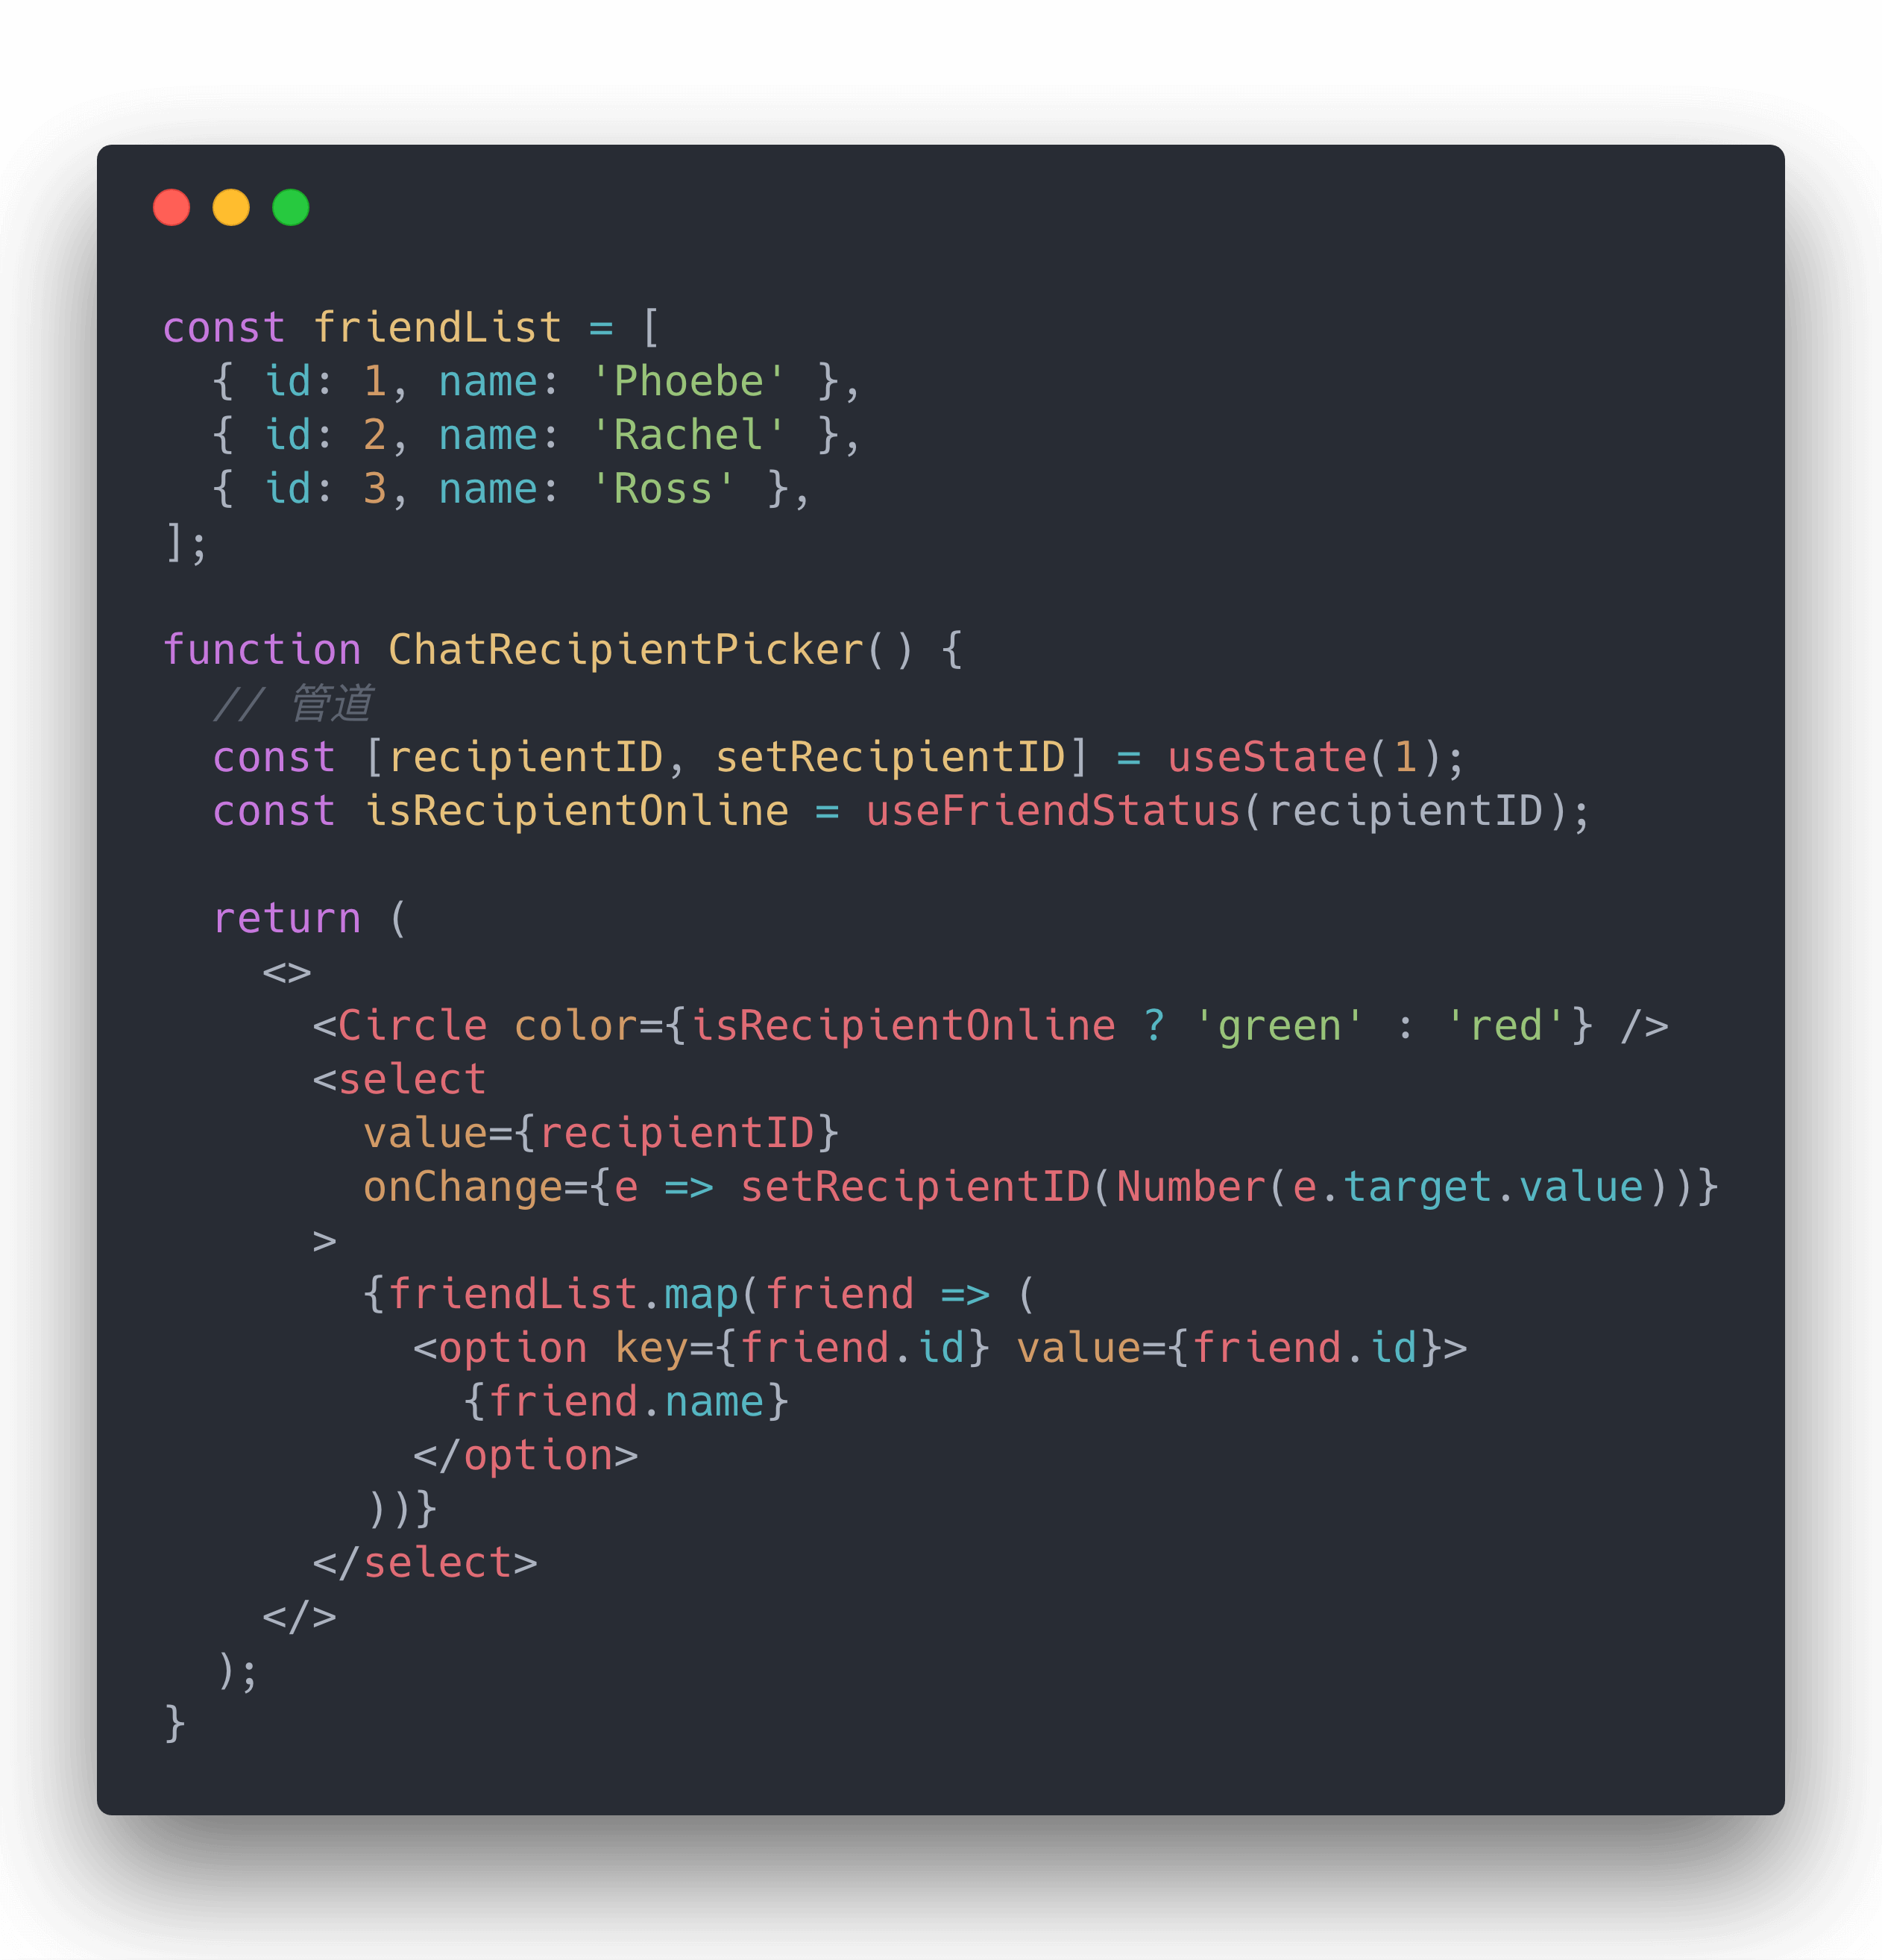 const friendList = [
  { id: 1, name: 'Phoebe' },
  { id: 2, name: 'Rachel' },
  { id: 3, name: 'Ross' },
];

function ChatRecipientPicker() {
  // 管道
  const [recipientID, setRecipientID] = useState(1);
  const isRecipientOnline = useFriendStatus(recipientID);

  return (
    <>
      <Circle color={isRecipientOnline ? 'green' : 'red'} />
      <select
        value={recipientID}
        onChange={e => setRecipientID(Number(e.target.value))}
      >
        {friendList.map(friend => (
          <option key={friend.id} value={friend.id}>
            {friend.name}
          </option>
        ))}
      </select>
    </>
  );
}